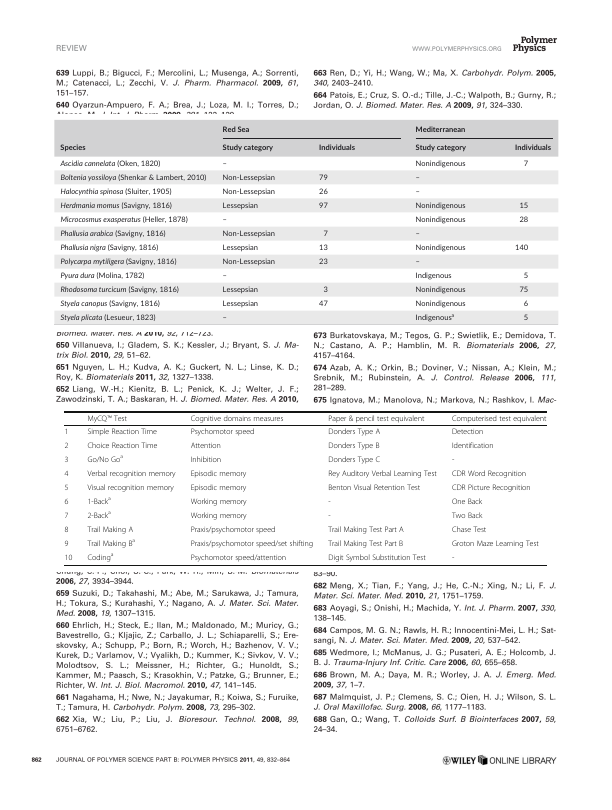 REVIEW
WWW.POLYMERPHYSICS.ORG
Polymer
Physics
639 Luppi, B.; Bigucci, F.; Mercolini, L.; Musenga, A.; Sorrenti,
M.; Catenacci, L.; Zecchi, V. J. Pharm. Pharmacol. 2009, 61,
151–157.
640 Oyarzun-Ampuero, F. A.; Brea, J.; Loza, M. I.; Torres, D.;
663 Ren, D.; Yi, H.; Wang, W.; Ma, X. Carbohydr. Polym. 2005,
340, 2403–2410.
664 Patois, E.; Cruz, S. O.-d.; Tille, J.-C.; Walpoth, B.; Gurny, R.;
Jordan, O. J. Biomed. Mater. Res. A 2009, 91, 324–330.
Red Sea Mediterranean
Species Study category Individuals Study category Individuals
Ascidia cannelata (Oken, 1820) – Nonindigenous 7
Boltenia yossiloya (Shenkar & Lambert, 2010) Non-Lessepsian 79 –
Halocynthia spinosa (Sluiter, 1905) Non-Lessepsian 26 –
Herdmania momus (Savigny, 1816) Lessepsian 97 Nonindigenous 15
Microcosmus exasperatus (Heller, 1878) – Nonindigenous 28
Phallusia arabica (Savigny, 1816) Non-Lessepsian 7 –
Phallusia nigra (Savigny, 1816) Lessepsian 13 Nonindigenous 140
Polycarpa mytiligera (Savigny, 1816) Non-Lessepsian 23 –
Pyura dura (Molina, 1782) – Indigenous 5
Rhodosoma turcicum (Savigny, 1816) Lessepsian 3 Nonindigenous 75
Styela canopus (Savigny, 1816) Lessepsian 47 Nonindigenous 6
Styela plicata (Lesueur, 1823) – Indigenousa 5
Biomed. Mater. Res. A 2010, 92, 712–723.
650 Villanueva, I.; Gladem, S. K.; Kessler, J.; Bryant, S. J. Ma-
trix Biol. 2010, 29, 51–62.
651 Nguyen, L. H.; Kudva, A. K.; Guckert, N. L.; Linse, K. D.;
Roy, K. Biomaterials 2011, 32, 1327–1338.
652 Liang, W.-H.; Kienitz, B. L.; Penick, K. J.; Welter, J. F.;
Zawodzinski, T. A.; Baskaran, H. J. Biomed. Mater. Res. A 2010,
673 Burkatovskaya, M.; Tegos, G. P.; Swietlik, E.; Demidova, T.
N.; Castano, A. P.; Hamblin, M. R. Biomaterials 2006, 27,
4157–4164.
674 Azab, A. K.; Orkin, B.; Doviner, V.; Nissan, A.; Klein, M.;
Srebnik, M.; Rubinstein, A. J. Control. Release 2006, 111,
281–289.
675 Ignatova, M.; Manolova, N.; Markova, N.; Rashkov, I. Mac-
MyCQ™ Test Cognitive domains measures Paper & pencil test equivalent Computerised test equivalent
1 Simple Reaction Time Psychomotor speed Donders Type A Detection
2 Choice Reaction Time Attention Donders Type B Identification
3 Go/No Goa Inhibition Donders Type C -
4 Verbal recognition memory Episodic memory Rey Auditory Verbal Learning Test CDR Word Recognition
5 Visual recognition memory Episodic memory Benton Visual Retention Test CDR Picture Recognition
6 1-Backa Working memory - One Back
7 2-Backa Working memory - Two Back
8 Trail Making A Praxis/psychomotor speed Trail Making Test Part A Chase Test
9 Trail Making Ba Praxis/psychomotor speed/set shifting Trail Making Test Part B Groton Maze Learning Test
10 Codinga Psychomotor speed/attention Digit Symbol Substitution Test -
2006, 27, 3934–3944.
659 Suzuki, D.; Takahashi, M.; Abe, M.; Sarukawa, J.; Tamura,
H.; Tokura, S.; Kurahashi, Y.; Nagano, A. J. Mater. Sci. Mater.
Med. 2008, 19, 1307–1315.
660 Ehrlich, H.; Steck, E.; Ilan, M.; Maldonado, M.; Muricy, G.;
Bavestrello, G.; Kljajic, Z.; Carballo, J. L.; Schiaparelli, S.; Ere-
skovsky, A.; Schupp, P.; Born, R.; Worch, H.; Bazhenov, V. V.;
Kurek, D.; Varlamov, V.; Vyalikh, D.; Kummer, K.; Sivkov, V. V.;
Molodtsov, S. L.; Meissner, H.; Richter, G.; Hunoldt, S.;
Kammer, M.; Paasch, S.; Krasokhin, V.; Patzke, G.; Brunner, E.;
Richter, W. Int. J. Biol. Macromol. 2010, 47, 141–145.
661 Nagahama, H.; Nwe, N.; Jayakumar, R.; Koiwa, S.; Furuike,
T.; Tamura, H. Carbohydr. Polym. 2008, 73, 295–302.
662 Xia, W.; Liu, P.; Liu, J. Bioresour. Technol. 2008, 99,
6751–6762.
83–90.
682 Meng, X.; Tian, F.; Yang, J.; He, C.-N.; Xing, N.; Li, F. J.
Mater. Sci. Mater. Med. 2010, 21, 1751–1759.
683 Aoyagi, S.; Onishi, H.; Machida, Y. Int. J. Pharm. 2007, 330,
138–145.
684 Campos, M. G. N.; Rawls, H. R.; Innocentini-Mei, L. H.; Sat-
sangi, N. J. Mater. Sci. Mater. Med. 2009, 20, 537–542.
685 Wedmore, I.; McManus, J. G.; Pusateri, A. E.; Holcomb, J.
B. J. Trauma-Injury Inf. Critic. Care 2006, 60, 655–658.
686 Brown, M. A.; Daya, M. R.; Worley, J. A. J. Emerg. Med.
2009, 37, 1–7.
687 Malmquist, J. P.; Clemens, S. C.; Oien, H. J.; Wilson, S. L.
J. Oral Maxillofac. Surg. 2008, 66, 1177–1183.
688 Gan, Q.; Wang, T. Colloids Surf. B Biointerfaces 2007, 59,
24–34.
862 JOURNAL OF POLYMER SCIENCE PART B: POLYMER PHYSICS 2011, 49, 832–864
WILEY ONLINE LIBRARY